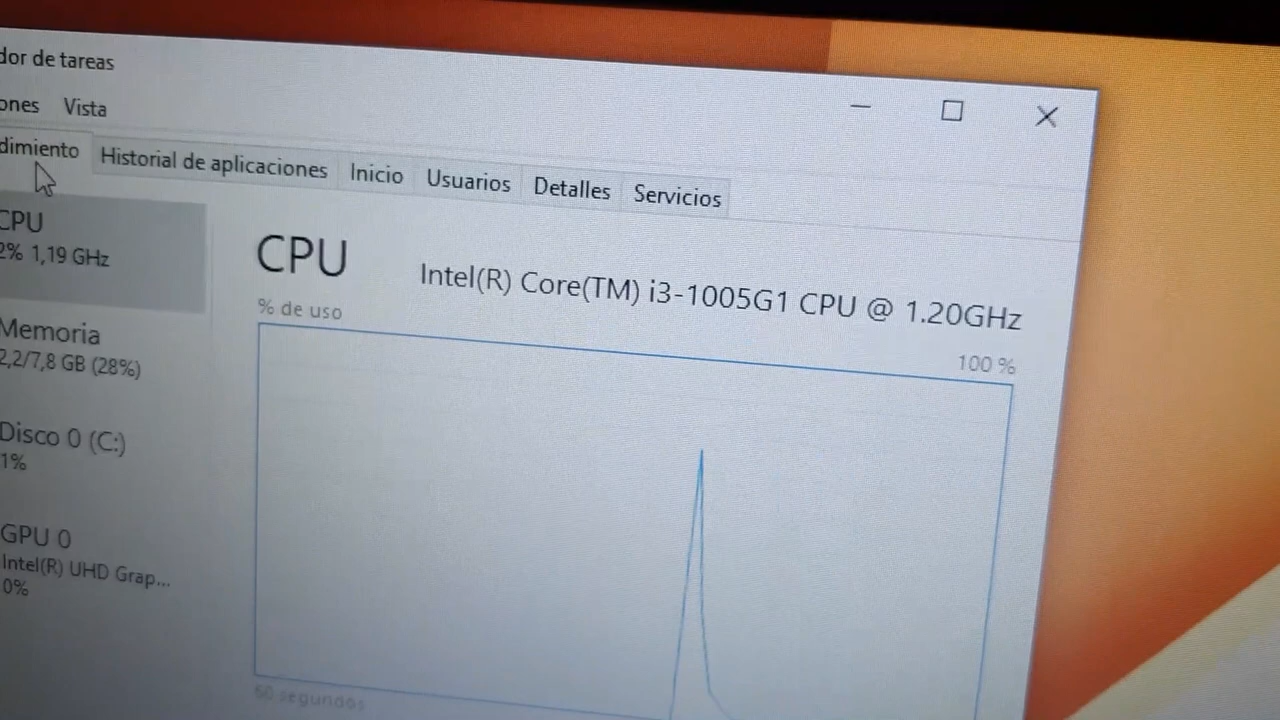 dor de tareas
ones Vista
dimiento Historial de aplicaciones Inicio Usuarios Detalles Servicios
CPU
2% 1,19 GHz
Memoria
2,2/7,8 GB (28%)
Disco 0 (C:)
1%
GPU 0
Intel(R) UHD Grap...
0%
CPU Intel(R) Core(TM) i3-1005G1 CPU @ 1.20GHz
% de uso 100 %
60 segundos